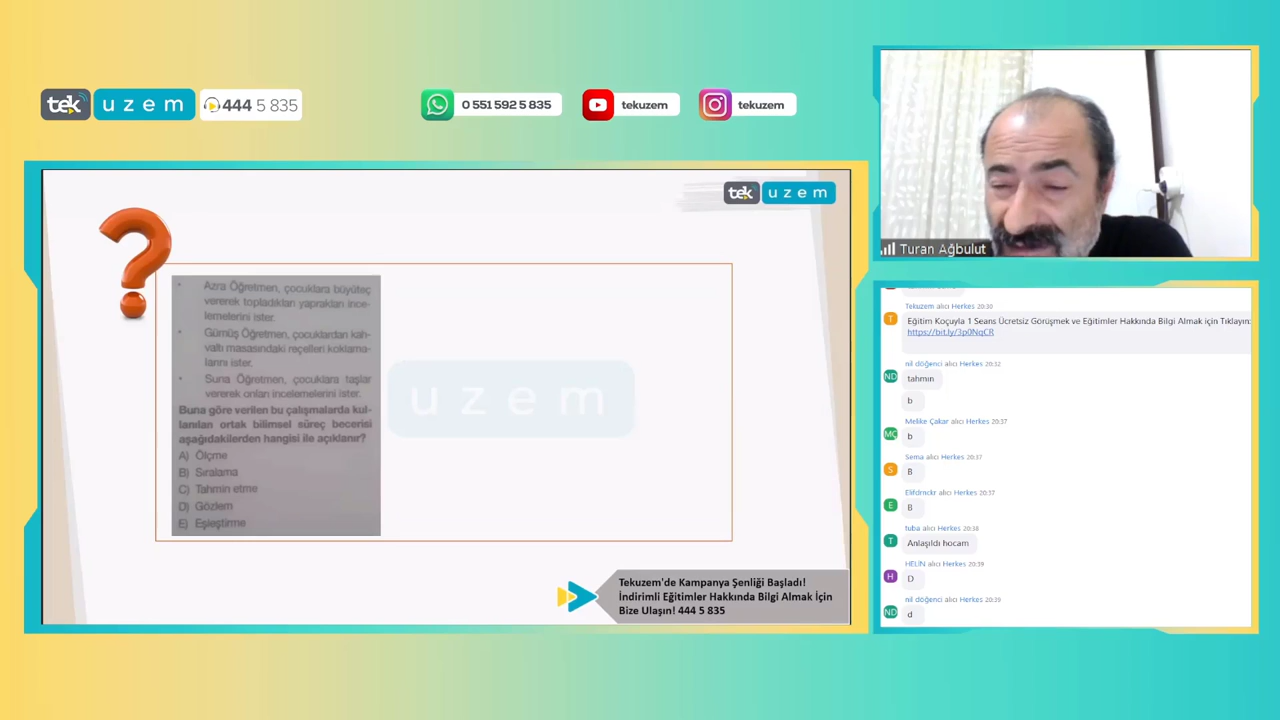 tek uzem 444 5 835
0 551 592 5 835
tekuzem
tekuzem
tek uzem
• Azra Öğretmen, çocuklara büyüteç
vererek topladıkları yaprakları ince-
lemelerini ister.
• Gümüş Öğretmen, çocuklardan kah-
valtı masasındaki reçelleri koklama-
larını ister.
• Suna Öğretmen, çocuklara taşlar
vererek onları incelemelerini ister.
Buna göre verilen bu çalışmalarda kul-
lanılan ortak bilimsel süreç becerisi
aşağıdakilerden hangisi ile açıklanır?
A) Ölçme
B) Sıralama
C) Tahmin etme
D) Gözlem
E) Eşleştirme
uzem
Tekuzem'de Kampanya Şenliği Başladı!
İndirimli Eğitimler Hakkında Bilgi Almak İçin
Bize Ulaşın! 444 5 835
Turan Ağbulut
Tekuzem alıcı Herkes 20:30
T
Eğitim Koçuyla 1 Seans Ücretsiz Görüşmek ve Eğitimler Hakkında Bilgi Almak için Tıklayın:
https://bit.ly/3p0NqCR
nil döğenci alıcı Herkes 20:32
ND
tahmın
b
Melike Çakar alıcı Herkes 20:37
MÇ
b
Sema alıcı Herkes 20:37
S
B
Elifdrnckr alıcı Herkes 20:37
E
B
tuba alıcı Herkes 20:38
T
Anlaşıldı hocam
HELİN alıcı Herkes 20:39
H
D
nil döğenci alıcı Herkes 20:39
ND
d